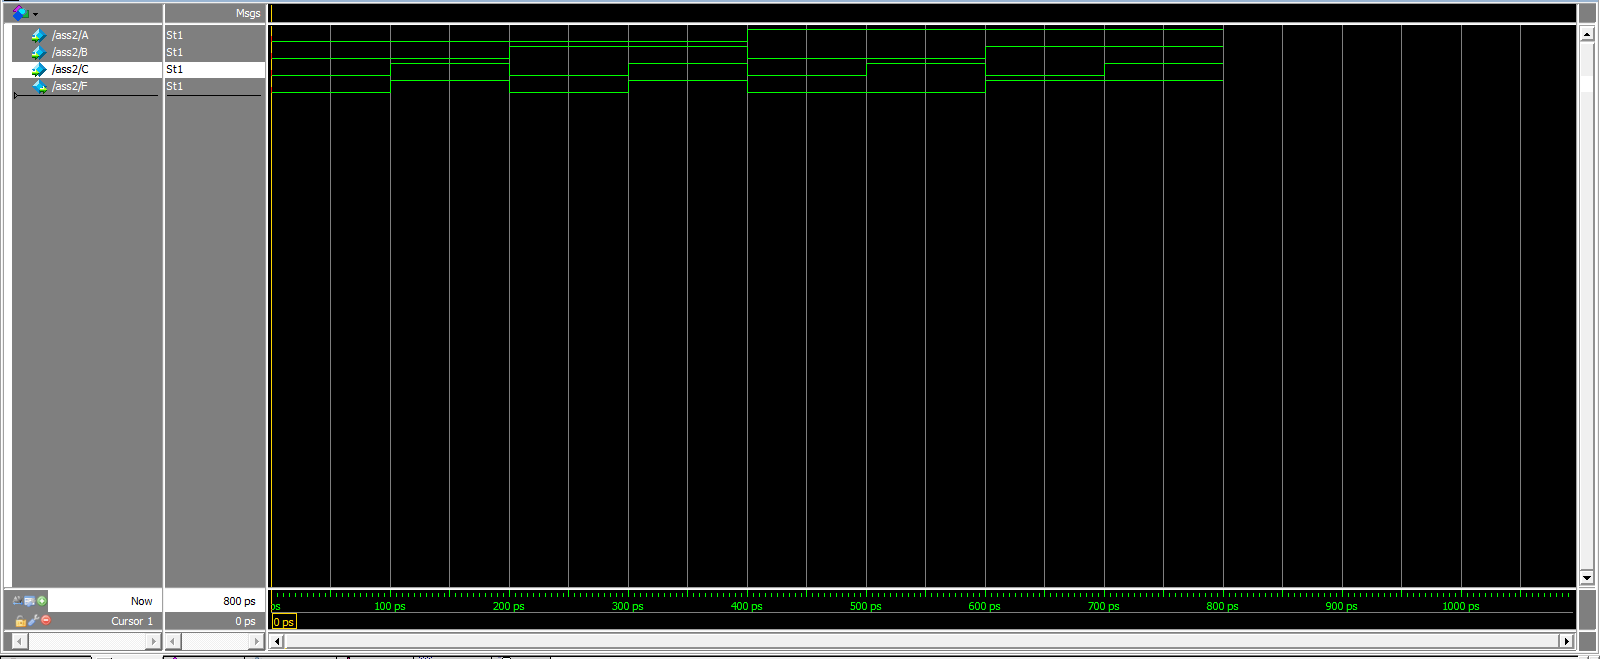 Msgs
/ass2/A St1
/ass2/B St1
/ass2/C St1
/ass2/F St1
Now 800 ps ps 100 ps 200 ps 300 ps 400 ps 500 ps 600 ps 700 ps 800 ps 900 ps 1000 ps
Cursor 1 0 ps 0 ps